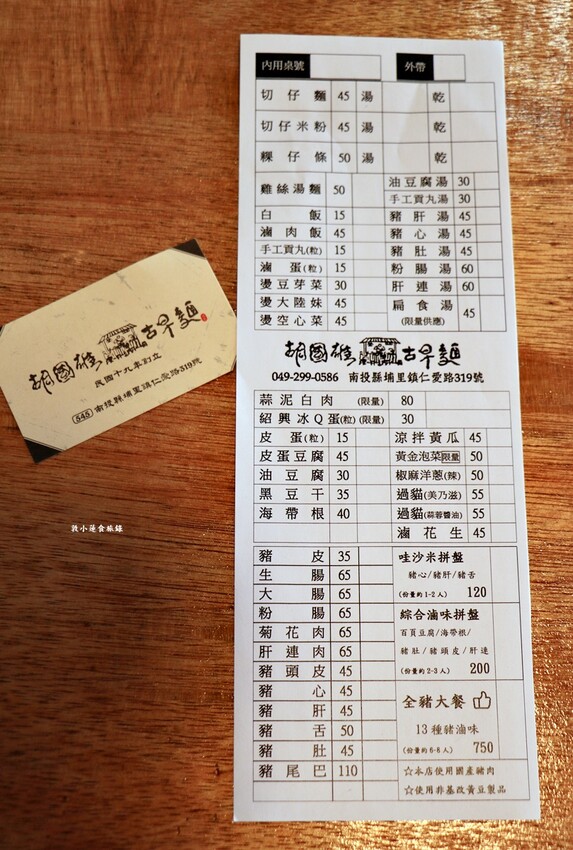 內用桌號 外帶
切仔麵 45 湯 乾
切仔米粉 45 湯 乾
粿仔條 50 湯 乾
雞絲湯麵 50
白飯 15
滷肉飯 45
手工貢丸(粒) 15
滷蛋(粒) 15
燙豆芽菜 30
燙大陸妹 45
燙空心菜 45
油豆腐湯 30
手工貢丸湯 30
豬肝湯 45
豬心湯 45
豬肚湯 45
粉腸湯 60
肝連湯 60
扁食湯 45
(限量供應)
胡國雄古早麵
049-299-0586 南投縣埔里鎮仁愛路319號
蒜泥白肉 (限量) 80
紹興冰Q蛋(粒)(限量) 30
皮蛋(粒) 15
皮蛋豆腐 45
油豆腐 30
黑豆干 35
海帶根 40
涼拌黃瓜 45
黃金泡菜限量 50
椒麻洋蔥(辣) 50
過貓(美乃滋) 55
過貓(蒜蓉醬油) 55
滷花生 45
豬皮 35
生腸 65
大腸 65
粉腸 65
菊花肉 65
肝連肉 65
豬頭皮 45
豬心 45
豬肝 45
豬舌 50
豬肚 45
豬尾巴 110
哇沙米拼盤
豬心/豬肝/豬舌
(份量約1-2人) 120
綜合滷味拼盤
百頁豆腐/海帶根/
豬肚/豬頭皮/肝連
(份量約2-3人) 200
全豬大餐
13種豬滷味
(份量約6-8人) 750
☆本店使用國產豬肉
☆使用非基改黃豆製品
胡國雄古早麵
民國十九年創立
545 南投縣埔里鎮仁愛路319號
敦小蓮食旅錄